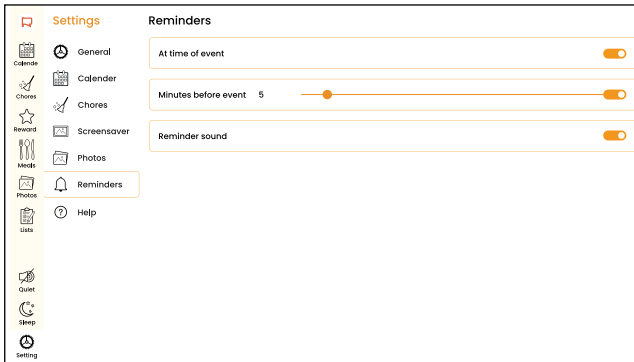 Calende
Chores
Reward
Meals
Photos
Lists
Quiet
Sleep
Setting
Settings
General
Calender
Chores
Screensaver
Photos
Reminders
Help
Reminders
At time of event
Minutes before event 5
Reminder sound